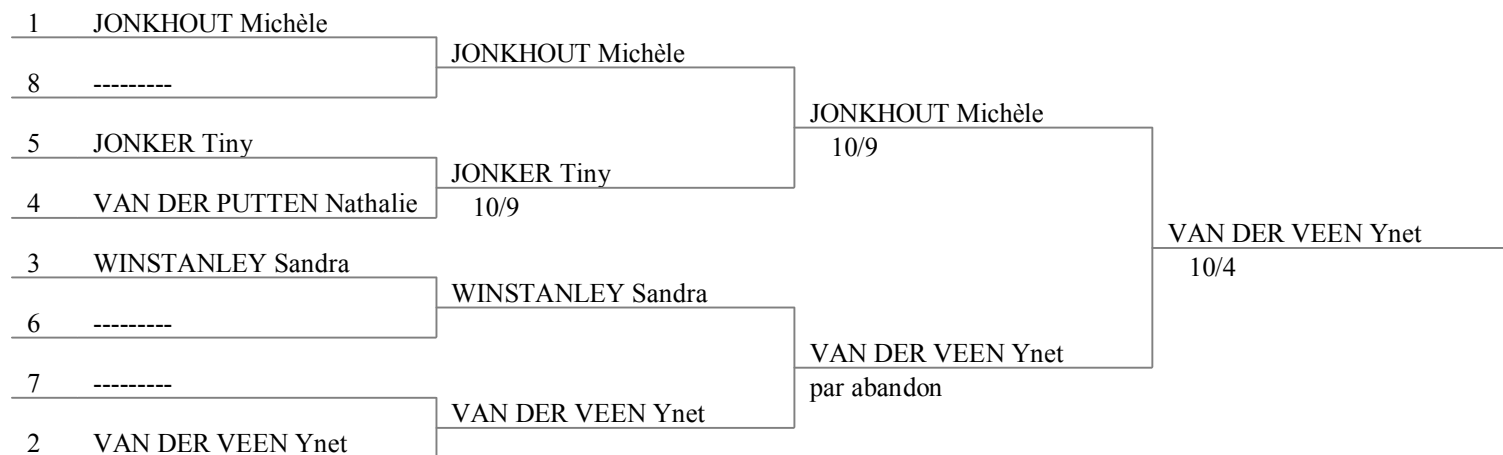 1 JONKHOUT Michèle
JONKHOUT Michèle
8 ---------
JONKHOUT Michèle
10/9
5 JONKER Tiny
JONKER Tiny
10/9
4 VAN DER PUTTEN Nathalie
VAN DER VEEN Ynet
10/4
3 WINSTANLEY Sandra
WINSTANLEY Sandra
6 ---------
VAN DER VEEN Ynet
par abandon
7 ---------
VAN DER VEEN Ynet
2 VAN DER VEEN Ynet